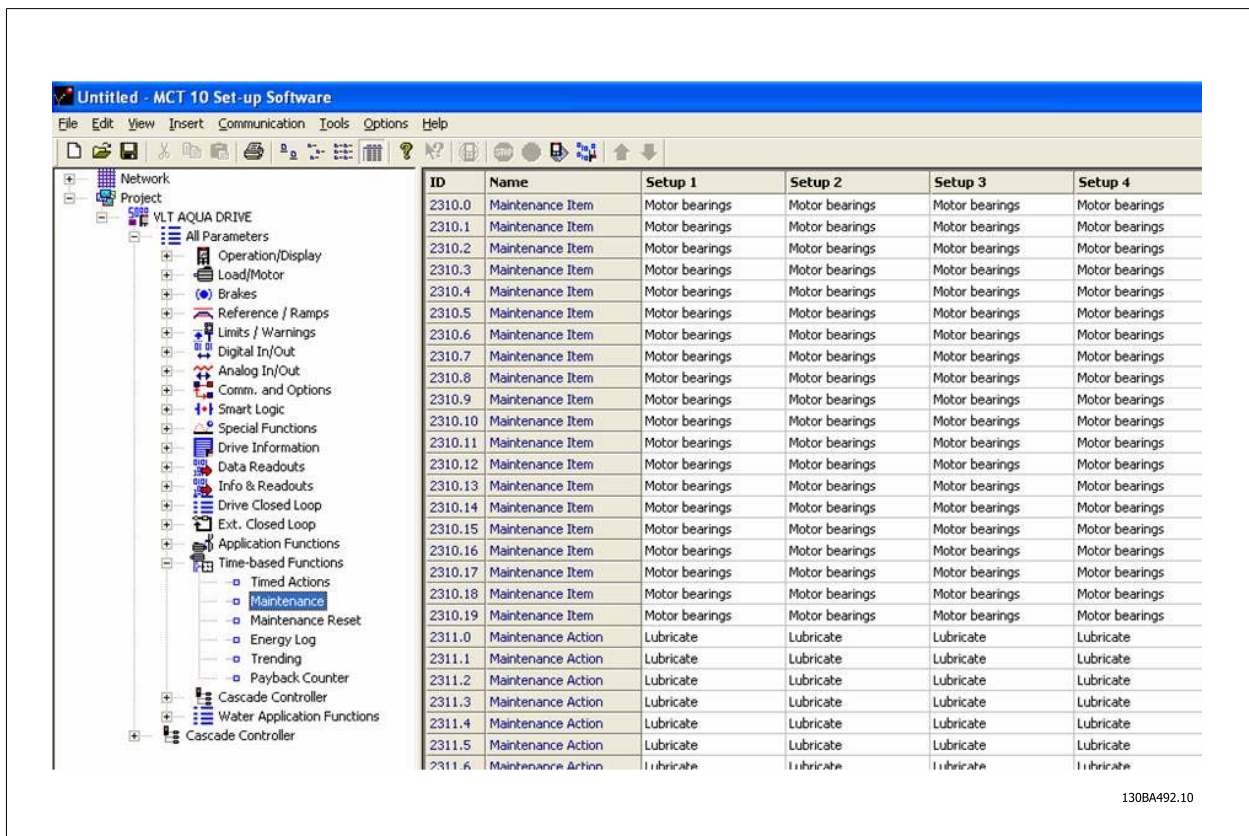 Untitled - MCT 10 Set-up Software
File Edit View Insert Communication Tools Options Help
Network
Project
VLT AQUA DRIVE
All Parameters
Operation/Display
Load/Motor
Brakes
Reference / Ramps
Limits / Warnings
Digital In/Out
Analog In/Out
Comm. and Options
Smart Logic
Special Functions
Drive Information
Data Readouts
Info & Readouts
Drive Closed Loop
Ext. Closed Loop
Application Functions
Time-based Functions
Timed Actions
Maintenance
Maintenance Reset
Energy Log
Trending
Payback Counter
Cascade Controller
Water Application Functions
Cascade Controller
ID Name Setup 1 Setup 2 Setup 3 Setup 4
2310.0 Maintenance Item Motor bearings Motor bearings Motor bearings Motor bearings
2310.1 Maintenance Item Motor bearings Motor bearings Motor bearings Motor bearings
2310.2 Maintenance Item Motor bearings Motor bearings Motor bearings Motor bearings
2310.3 Maintenance Item Motor bearings Motor bearings Motor bearings Motor bearings
2310.4 Maintenance Item Motor bearings Motor bearings Motor bearings Motor bearings
2310.5 Maintenance Item Motor bearings Motor bearings Motor bearings Motor bearings
2310.6 Maintenance Item Motor bearings Motor bearings Motor bearings Motor bearings
2310.7 Maintenance Item Motor bearings Motor bearings Motor bearings Motor bearings
2310.8 Maintenance Item Motor bearings Motor bearings Motor bearings Motor bearings
2310.9 Maintenance Item Motor bearings Motor bearings Motor bearings Motor bearings
2310.10 Maintenance Item Motor bearings Motor bearings Motor bearings Motor bearings
2310.11 Maintenance Item Motor bearings Motor bearings Motor bearings Motor bearings
2310.12 Maintenance Item Motor bearings Motor bearings Motor bearings Motor bearings
2310.13 Maintenance Item Motor bearings Motor bearings Motor bearings Motor bearings
2310.14 Maintenance Item Motor bearings Motor bearings Motor bearings Motor bearings
2310.15 Maintenance Item Motor bearings Motor bearings Motor bearings Motor bearings
2310.16 Maintenance Item Motor bearings Motor bearings Motor bearings Motor bearings
2310.17 Maintenance Item Motor bearings Motor bearings Motor bearings Motor bearings
2310.18 Maintenance Item Motor bearings Motor bearings Motor bearings Motor bearings
2310.19 Maintenance Item Motor bearings Motor bearings Motor bearings Motor bearings
2311.0 Maintenance Action Lubricate Lubricate Lubricate Lubricate
2311.1 Maintenance Action Lubricate Lubricate Lubricate Lubricate
2311.2 Maintenance Action Lubricate Lubricate Lubricate Lubricate
2311.3 Maintenance Action Lubricate Lubricate Lubricate Lubricate
2311.4 Maintenance Action Lubricate Lubricate Lubricate Lubricate
2311.5 Maintenance Action Lubricate Lubricate Lubricate Lubricate
2311.6 Maintenance Action Lubricate Lubricate Lubricate Lubricate
130BA492.10